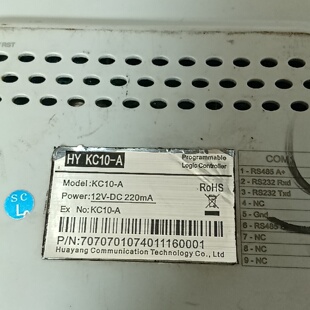 HY KC10-A
Programmable
Logic Controller
Model:KC10-A
RoHS
Power:12V-DC 220mA
Ex No:KC10-A
P/N:7070701074011160001
Huayang Communication Technology Co., Ltd
COM
1 - RS485 A+
2 - RS232 Rxd
3 - RS232 Txd
4 - NC
5 - Gnd
6 - RS485
7 - NC
8 - NC
9 - NC
SC